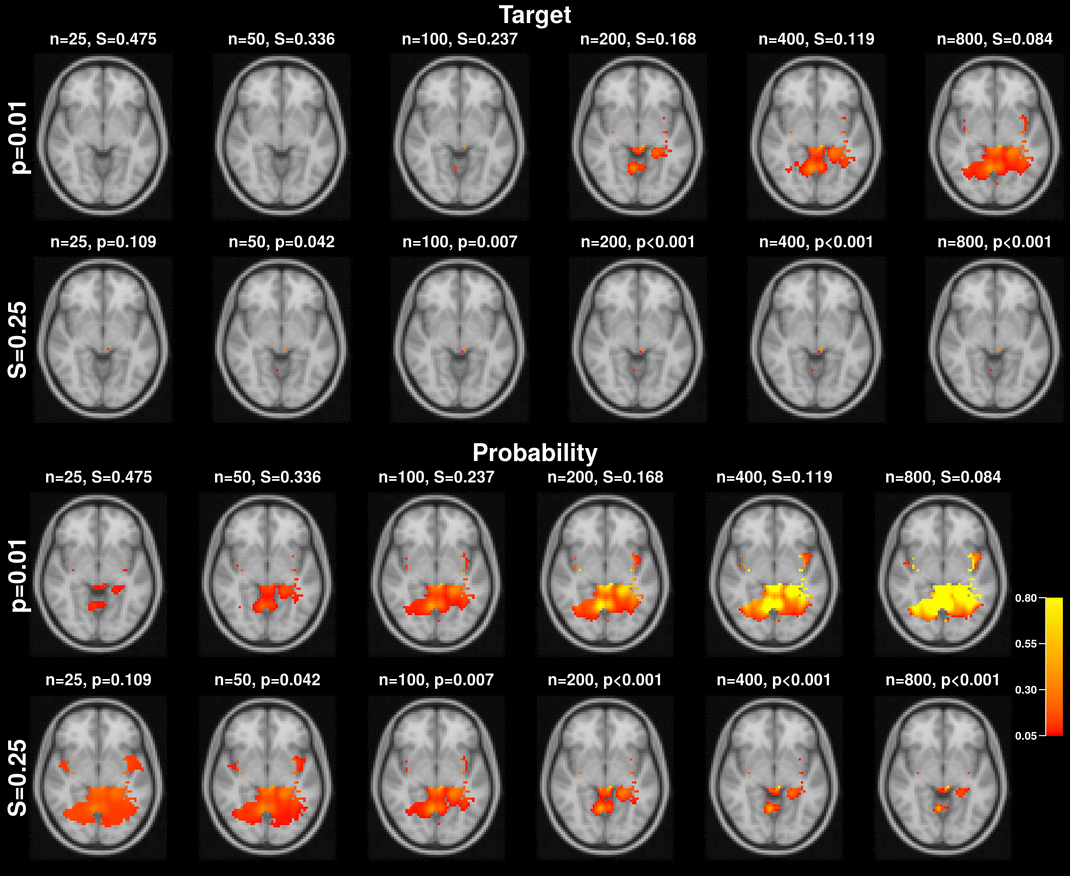 Target
n=25, S=0.475 n=50, S=0.336 n=100, S=0.237 n=200, S=0.168 n=400, S=0.119 n=800, S=0.084
p=0.01
n=25, p=0.109 n=50, p=0.042 n=100, p=0.007 n=200, p<0.001 n=400, p<0.001 n=800, p<0.001
S=0.25
Probability
n=25, S=0.475 n=50, S=0.336 n=100, S=0.237 n=200, S=0.168 n=400, S=0.119 n=800, S=0.084
p=0.01
0.80
0.55
0.30
0.05
n=25, p=0.109 n=50, p=0.042 n=100, p=0.007 n=200, p<0.001 n=400, p<0.001 n=800, p<0.001
S=0.25